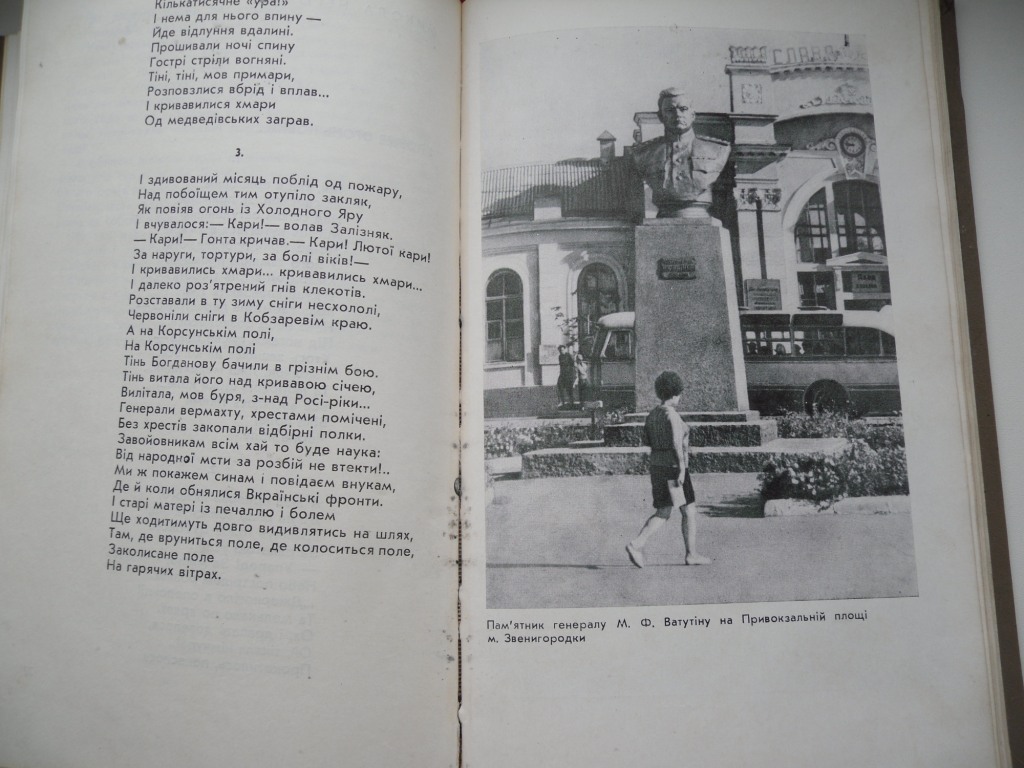 Кількатисячне «ура!»
І нема для нього впину —
Йде відлуння вдалині.
Прошивали ночі спину
Гострі стріли вогняні.
Тіні, тіні, мов примари,
Розповзлися вбрід і вплав...
І кривавилися хмари
Од медведівських заграв.
3.
І здивований місяць поблід од пожару,
Над побоїщем тим отупіло закляк,
Як повіяв огонь із Холодного Яру
І вчувалося:— Кари!— волав Залізняк.
— Кари!— Гонта кричав.— Кари! Лютої кари!
За наруги, тортури, за болі віків!—
І кривавились хмари... кривавились хмари...
І далеко роз'ятрений гнів клекотів.
Розставали в ту зиму сніги несхололі,
Червоніли сніги в Кобзаревім краю.
А на Корсунськім полі,
На Корсунськім полі
Тінь Богданову бачили в грізнім бою.
Тінь витала його над кривавою січею,
Вилітала, мов буря, з-над Росі-ріки...
Генерали вермахту, хрестами помічені,
Без хрестів закопали відбірні полки.
Завойовникам всім хай то буде наука:
Від народної мсти за розбій не втекти!..
Ми ж покажем синам і повідаєм внукам,
Де й коли обнялися Вкраїнські фронти.
І старі матері із печаллю і болем
Ще ходитимуть довго видивлятись на шлях,
Там, де вруниться поле, де колоситься поле,
Заколисане поле
На гарячих вітрах.
СЛАВА
Пам'ятник генералу М. Ф. Ватутіну на Привокзальній площі
м. Звенигородки